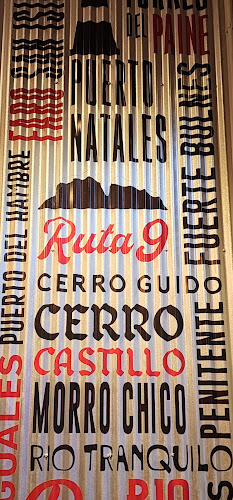 DEL PAINE
PUERTO
NATALES
Ruta 9
CERRO GUIDO
CERRO
CASTILLO
MORRO CHICO
RIO TRANQUILO
RIO
PUERTO DEL HAMBRE
FUERTE BULNES
PENITENTE